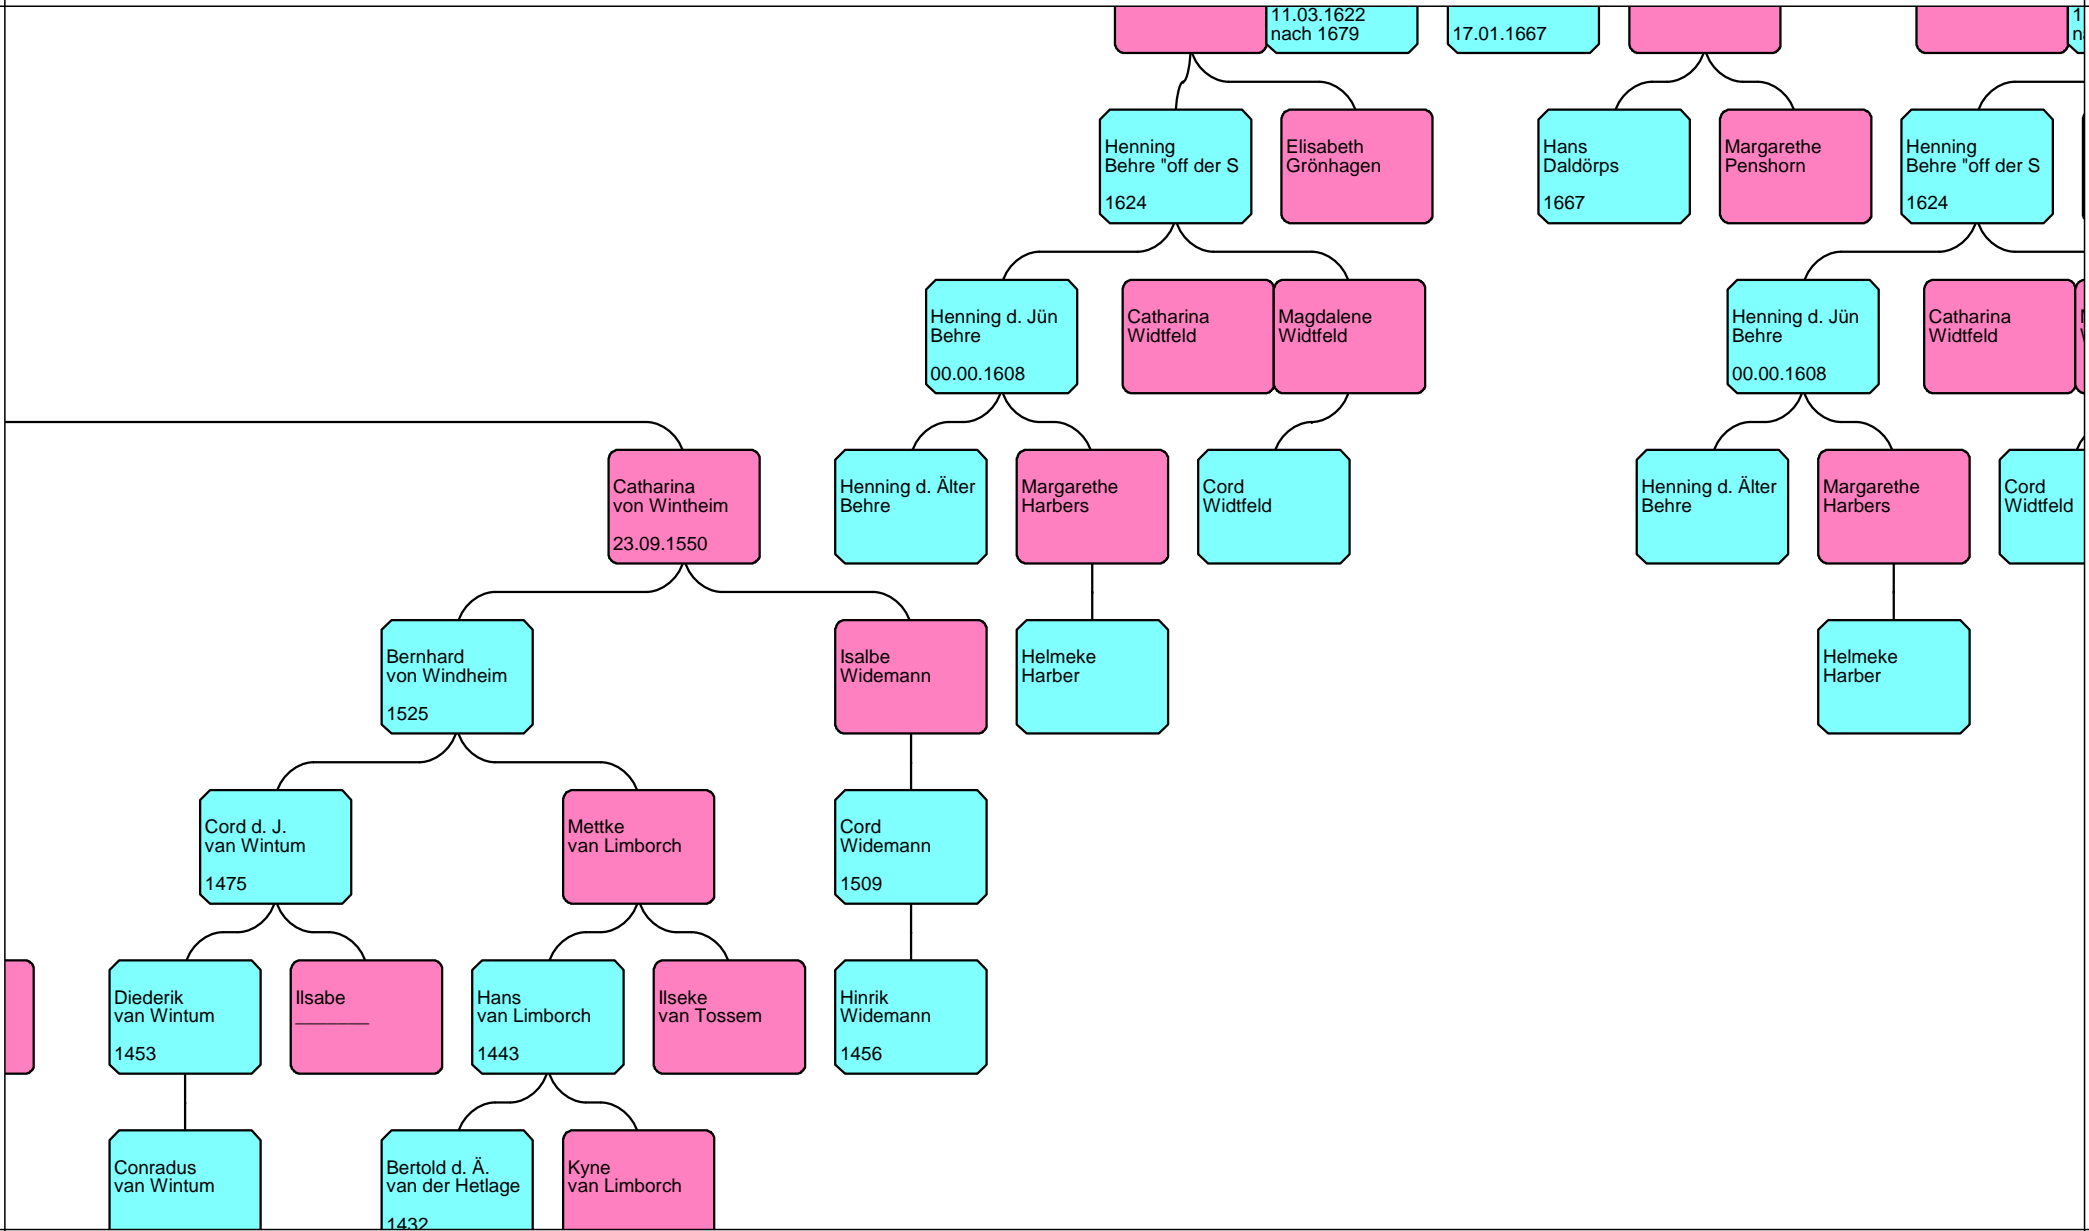 11.03.1622
nach 1679
17.01.1667
Henning
Behre "off der S
1624
Elisabeth
Grönhagen
Hans
Daldörps
1667
Margarethe
Penshorn
Henning
Behre "off der S
1624
Henning d. Jün
Behre
00.00.1608
Catharina
Widtfeld
Magdalene
Widtfeld
Henning d. Jün
Behre
00.00.1608
Catharina
Widtfeld
Catharina
von Wintheim
23.09.1550
Henning d. Älter
Behre
Margarethe
Harbers
Cord
Widtfeld
Henning d. Älter
Behre
Margarethe
Harbers
Cord
Widtfeld
Bernhard
von Windheim
1525
Isalbe
Widemann
Helmeke
Harber
Helmeke
Harber
Cord d. J.
van Wintum
1475
Mettke
van Limborch
Cord
Widemann
1509
Diederik
van Wintum
1453
Ilsabe
_______
Hans
van Limborch
1443
Ilseke
van Tossem
Hinrik
Widemann
1456
Conradus
van Wintum
Bertold d. Ä.
van der Hetlage
1432
Kyne
van Limborch